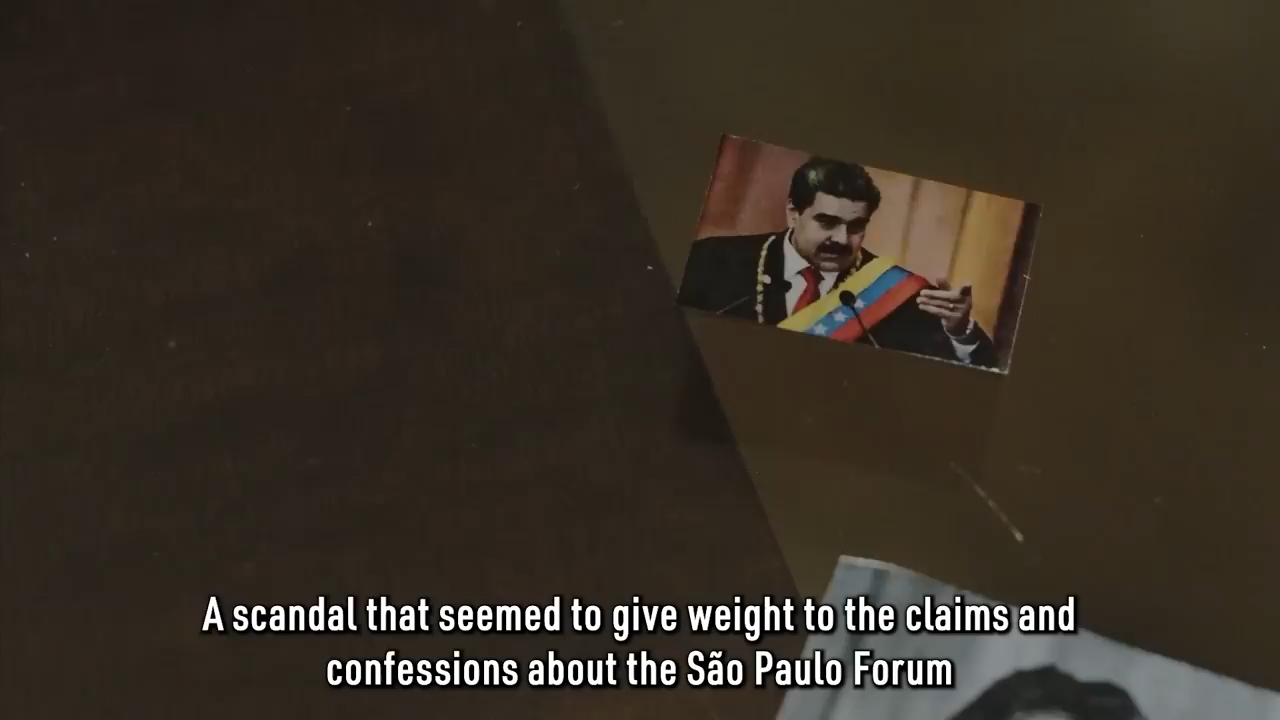 A scandal that seemed to give weight to the claims and
confessions about the São Paulo Forum